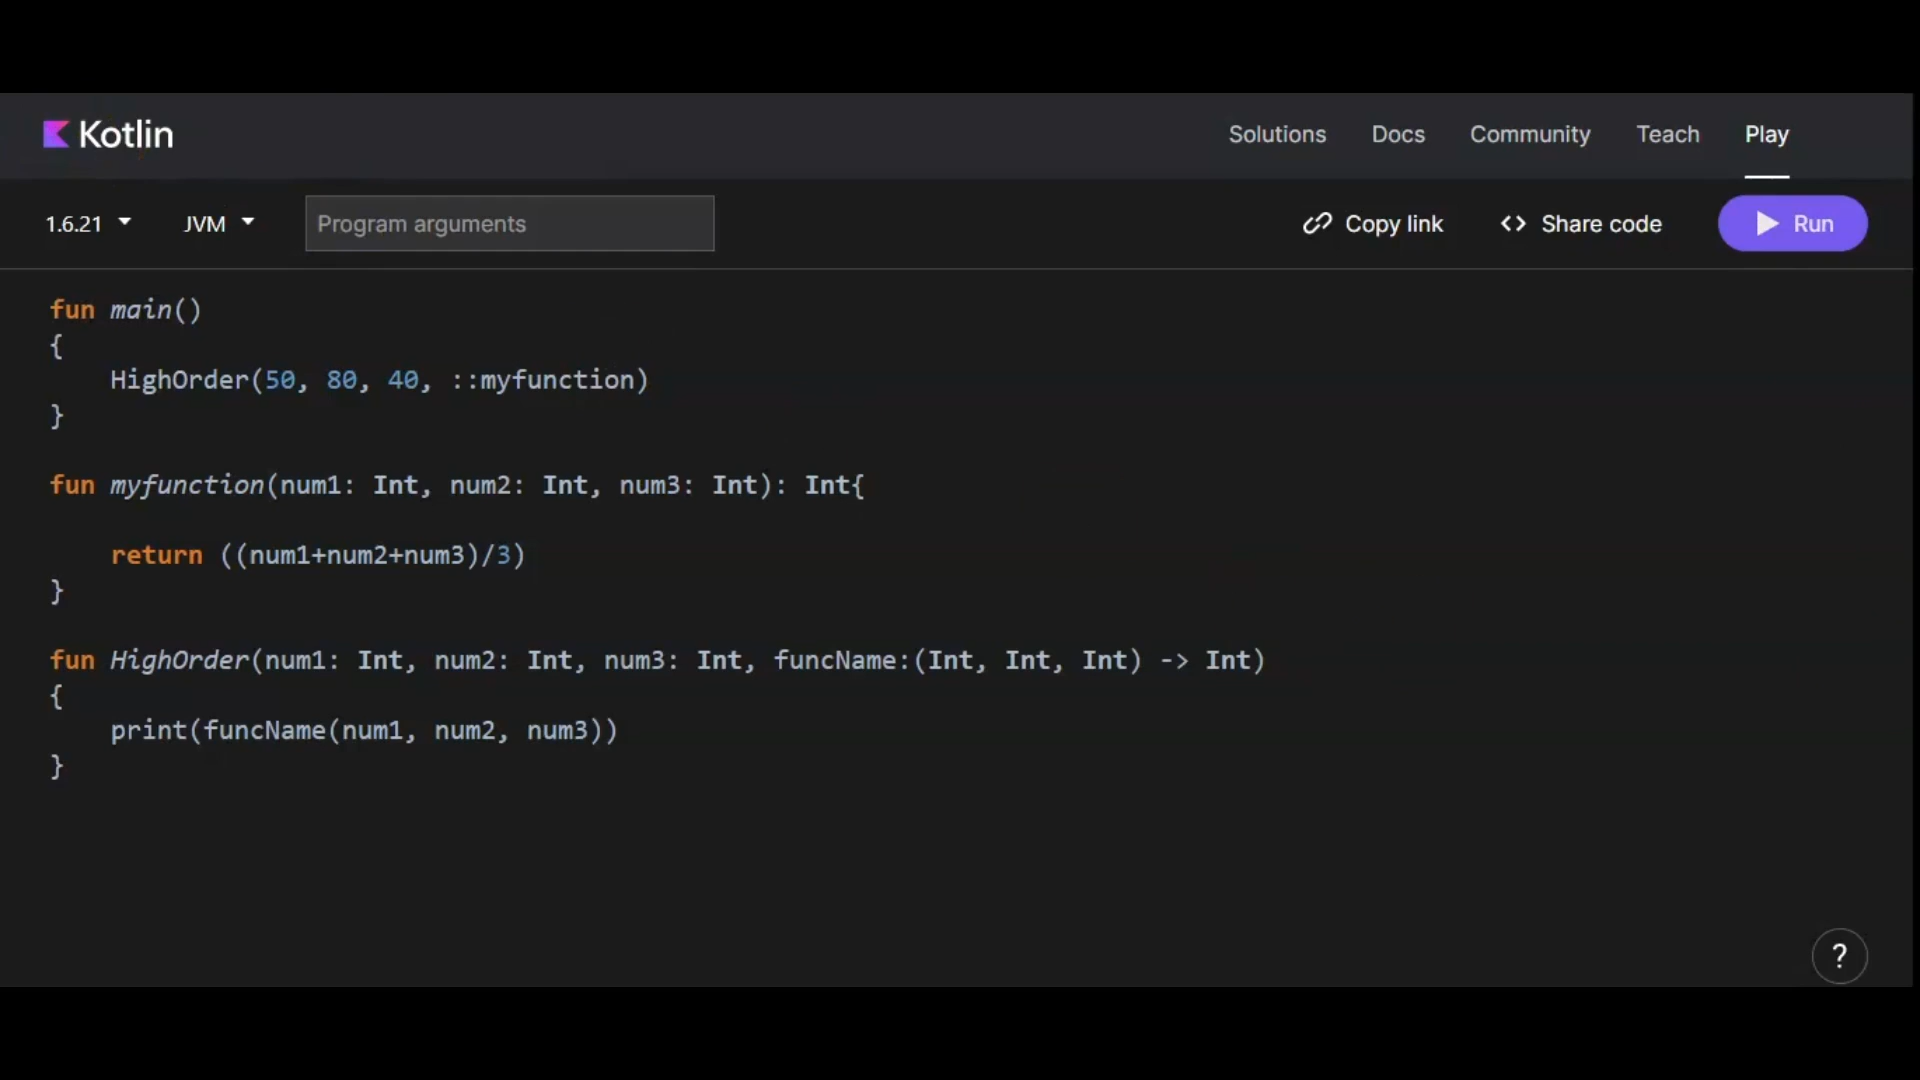 Kotlin
Solutions Docs Community Teach Play
1.6.21 JVM Program arguments Copy link <> Share code Run
fun main()
{
    HighOrder(50, 80, 40, ::myfunction)
}
fun myfunction(num1: Int, num2: Int, num3: Int): Int{
    return ((num1+num2+num3)/3)
}
fun HighOrder(num1: Int, num2: Int, num3: Int, funcName:(Int, Int, Int) -> Int)
{
    print(funcName(num1, num2, num3))
}
?